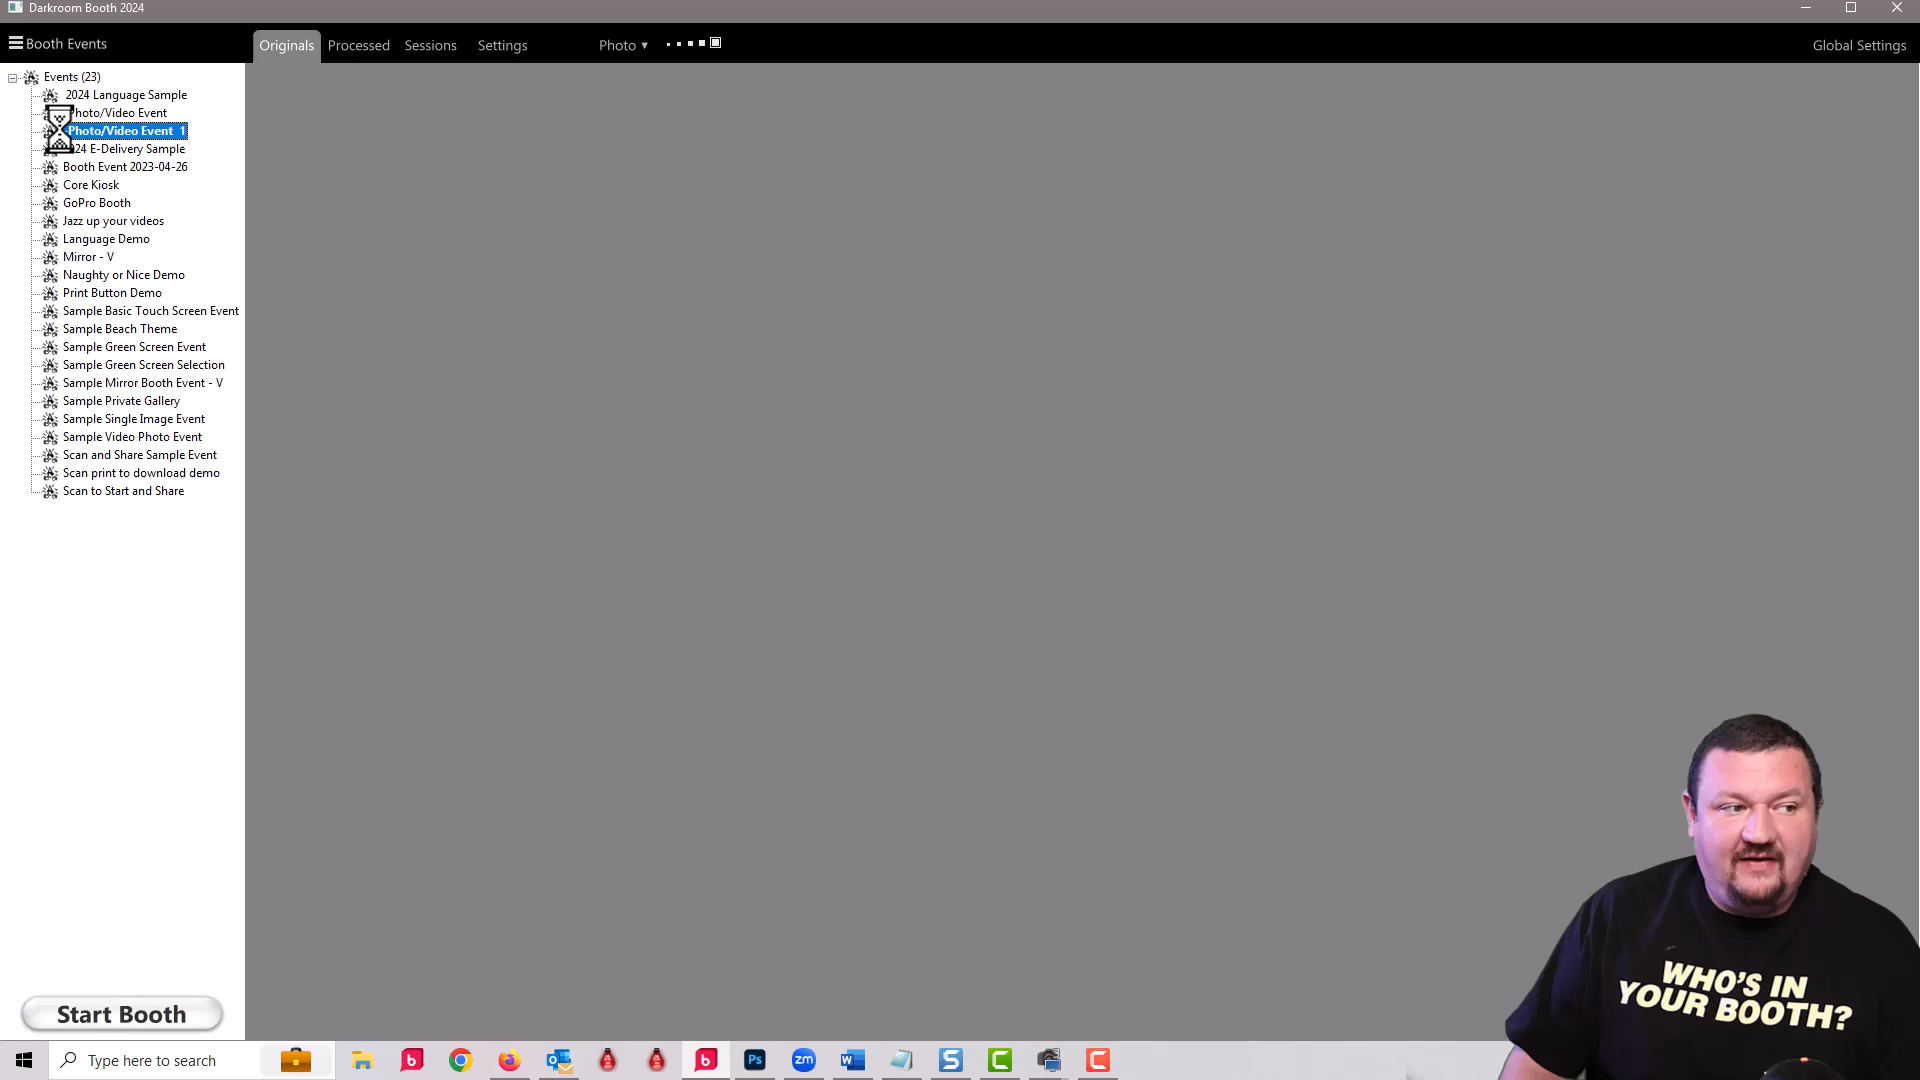 Darkroom Booth 2024
Booth Events
Originals Processed Sessions Settings Photo ▾ Global Settings
Events (23)
2024 Language Sample
Photo/Video Event
Photo/Video Event 1
24 E-Delivery Sample
Booth Event 2023-04-26
Core Kiosk
GoPro Booth
Jazz up your videos
Language Demo
Mirror - V
Naughty or Nice Demo
Print Button Demo
Sample Basic Touch Screen Event
Sample Beach Theme
Sample Green Screen Event
Sample Green Screen Selection
Sample Mirror Booth Event - V
Sample Private Gallery
Sample Single Image Event
Sample Video Photo Event
Scan and Share Sample Event
Scan print to download demo
Scan to Start and Share
WHO'S IN
YOUR BOOTH?
Start Booth
Type here to search
b
b
Ps
zm
W
S
C
C